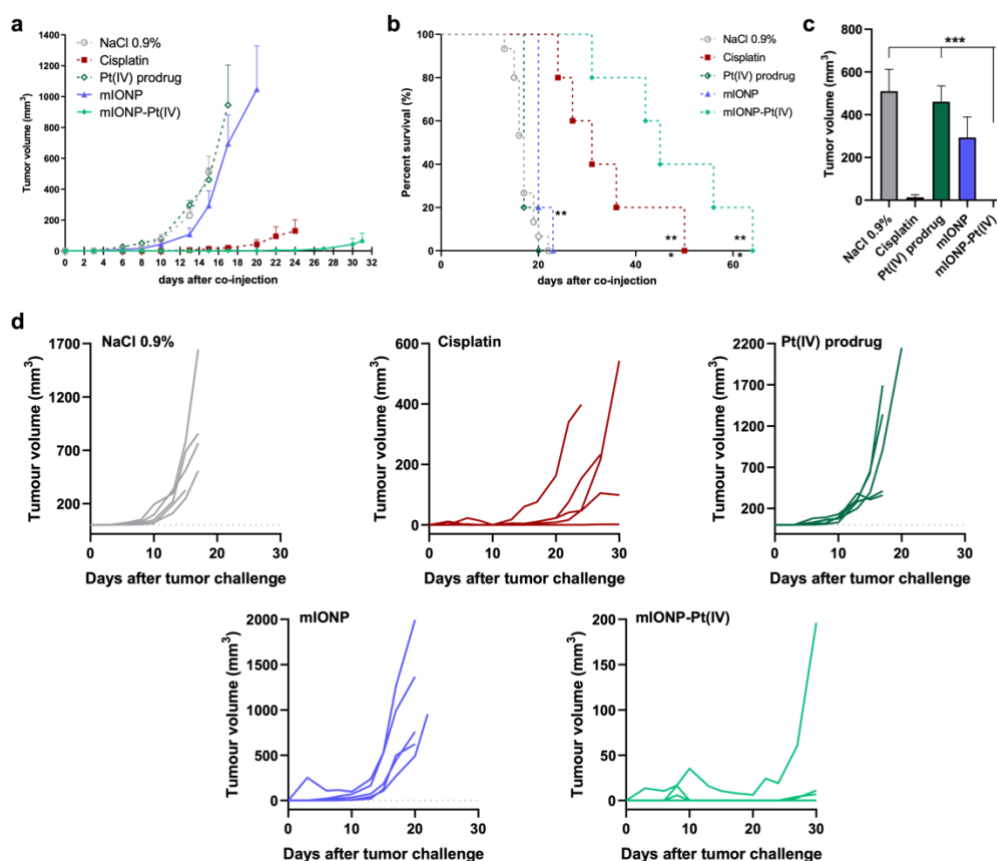 a
Tumor volume (mm³)
1400
1200
1000
800
600
400
200
0
0 2 4 6 8 10 12 14 16 18 20 22 24 26 28 30 32
days after co-injection
NaCl 0.9%
Cisplatin
Pt(IV) prodrug
mIONP
mIONP-Pt(IV)
b
Percent survival (%)
100
80
60
40
20
0
0 20 40 60
days after co-injection
NaCl 0.9%
Cisplatin
Pt(IV) prodrug
mIONP
mIONP-Pt(IV)
**
** **
* *
c
Tumor volume (mm³)
***
800
600
400
200
0
NaCl 0.9%
Cisplatin
Pt(IV) prodrug
mIONP
mIONP-Pt(IV)
d
NaCl 0.9%
Tumour volume (mm³)
1700
1200
700
200
0 10 20 30
Days after tumor challenge
Cisplatin
Tumour volume (mm³)
600
400
200
0
0 10 20 30
Days after tumor challenge
Pt(IV) prodrug
Tumour volume (mm³)
2200
1700
1200
700
200
0 10 20 30
Days after tumor challenge
mIONP
Tumour volume (mm³)
2000
1500
1000
500
0
0 10 20 30
Days after tumor challenge
mIONP-Pt(IV)
Tumour volume (mm³)
200
150
100
50
0
0 10 20 30
Days after tumor challenge